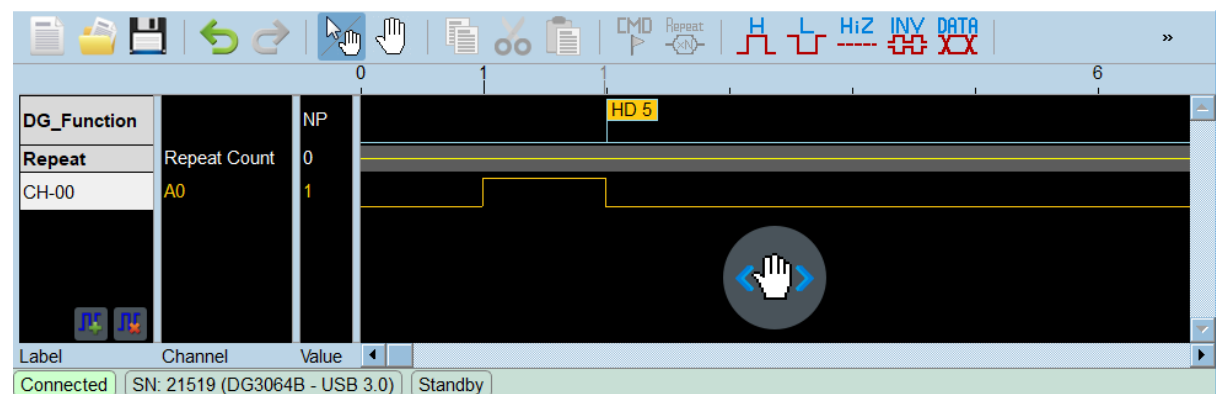 CMD Repeat ‹×N› H L HiZ INV DATA »
0 1 1 6
DG_Function NP HD 5
Repeat Repeat Count 0
CH-00 A0 1
Label Channel Value
Connected SN: 21519 (DG3064B - USB 3.0) Standby